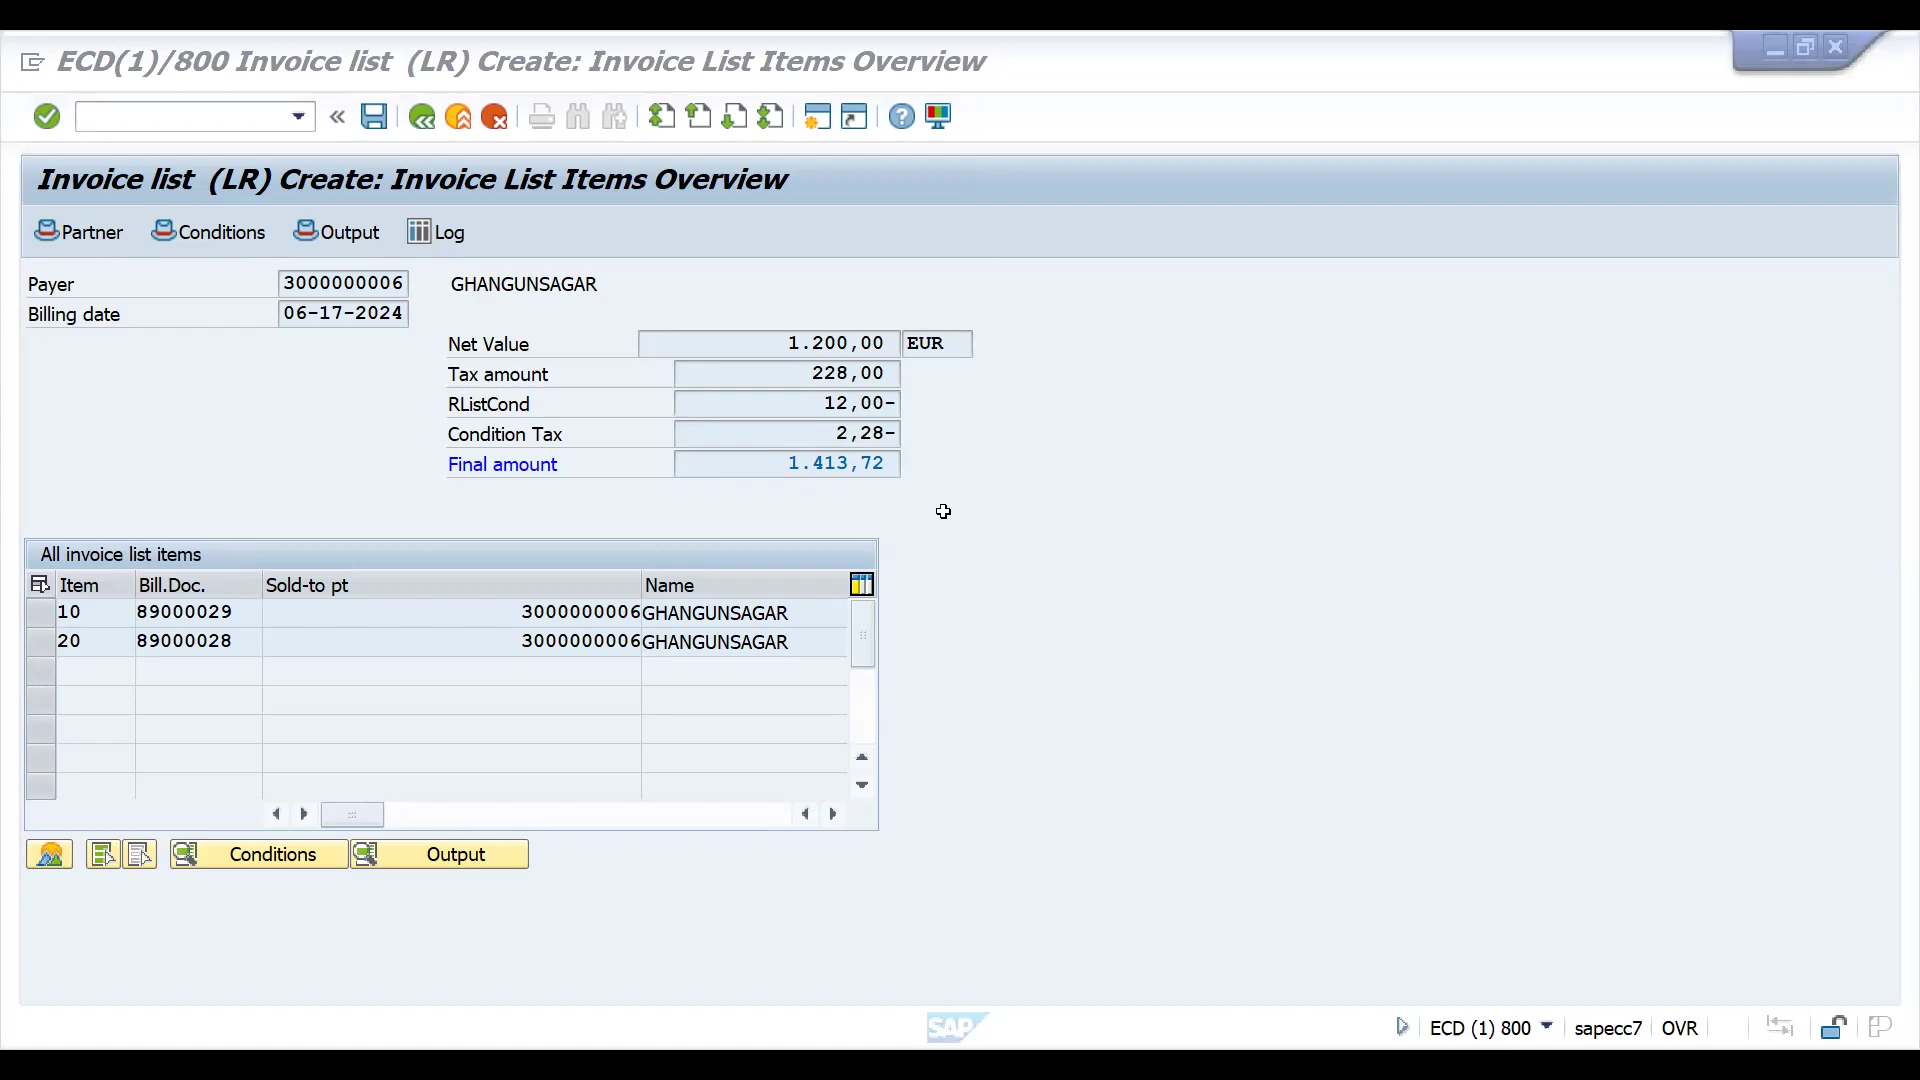 ECD(1)/800 Invoice list (LR) Create: Invoice List Items Overview
Invoice list (LR) Create: Invoice List Items Overview
Partner Conditions Output Log
Payer 3000000006 GHANGUNSAGAR
Billing date 06-17-2024
Net Value 1.200,00 EUR
Tax amount 228,00
RListCond 12,00-
Condition Tax 2,28-
Final amount 1.413,72
All invoice list items
Item Bill.Doc. Sold-to pt Name
10 89000029 3000000006 GHANGUNSAGAR
20 89000028 3000000006 GHANGUNSAGAR
Conditions Output
SAP ECD (1) 800 sapecc7 OVR